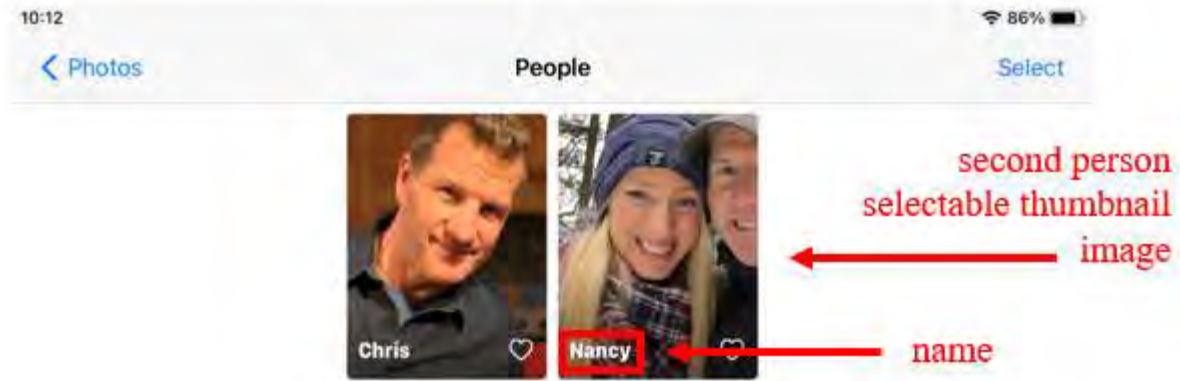 10:12 86%
Photos People Select
second person
selectable thumbnail
image
Chris Nancy
name